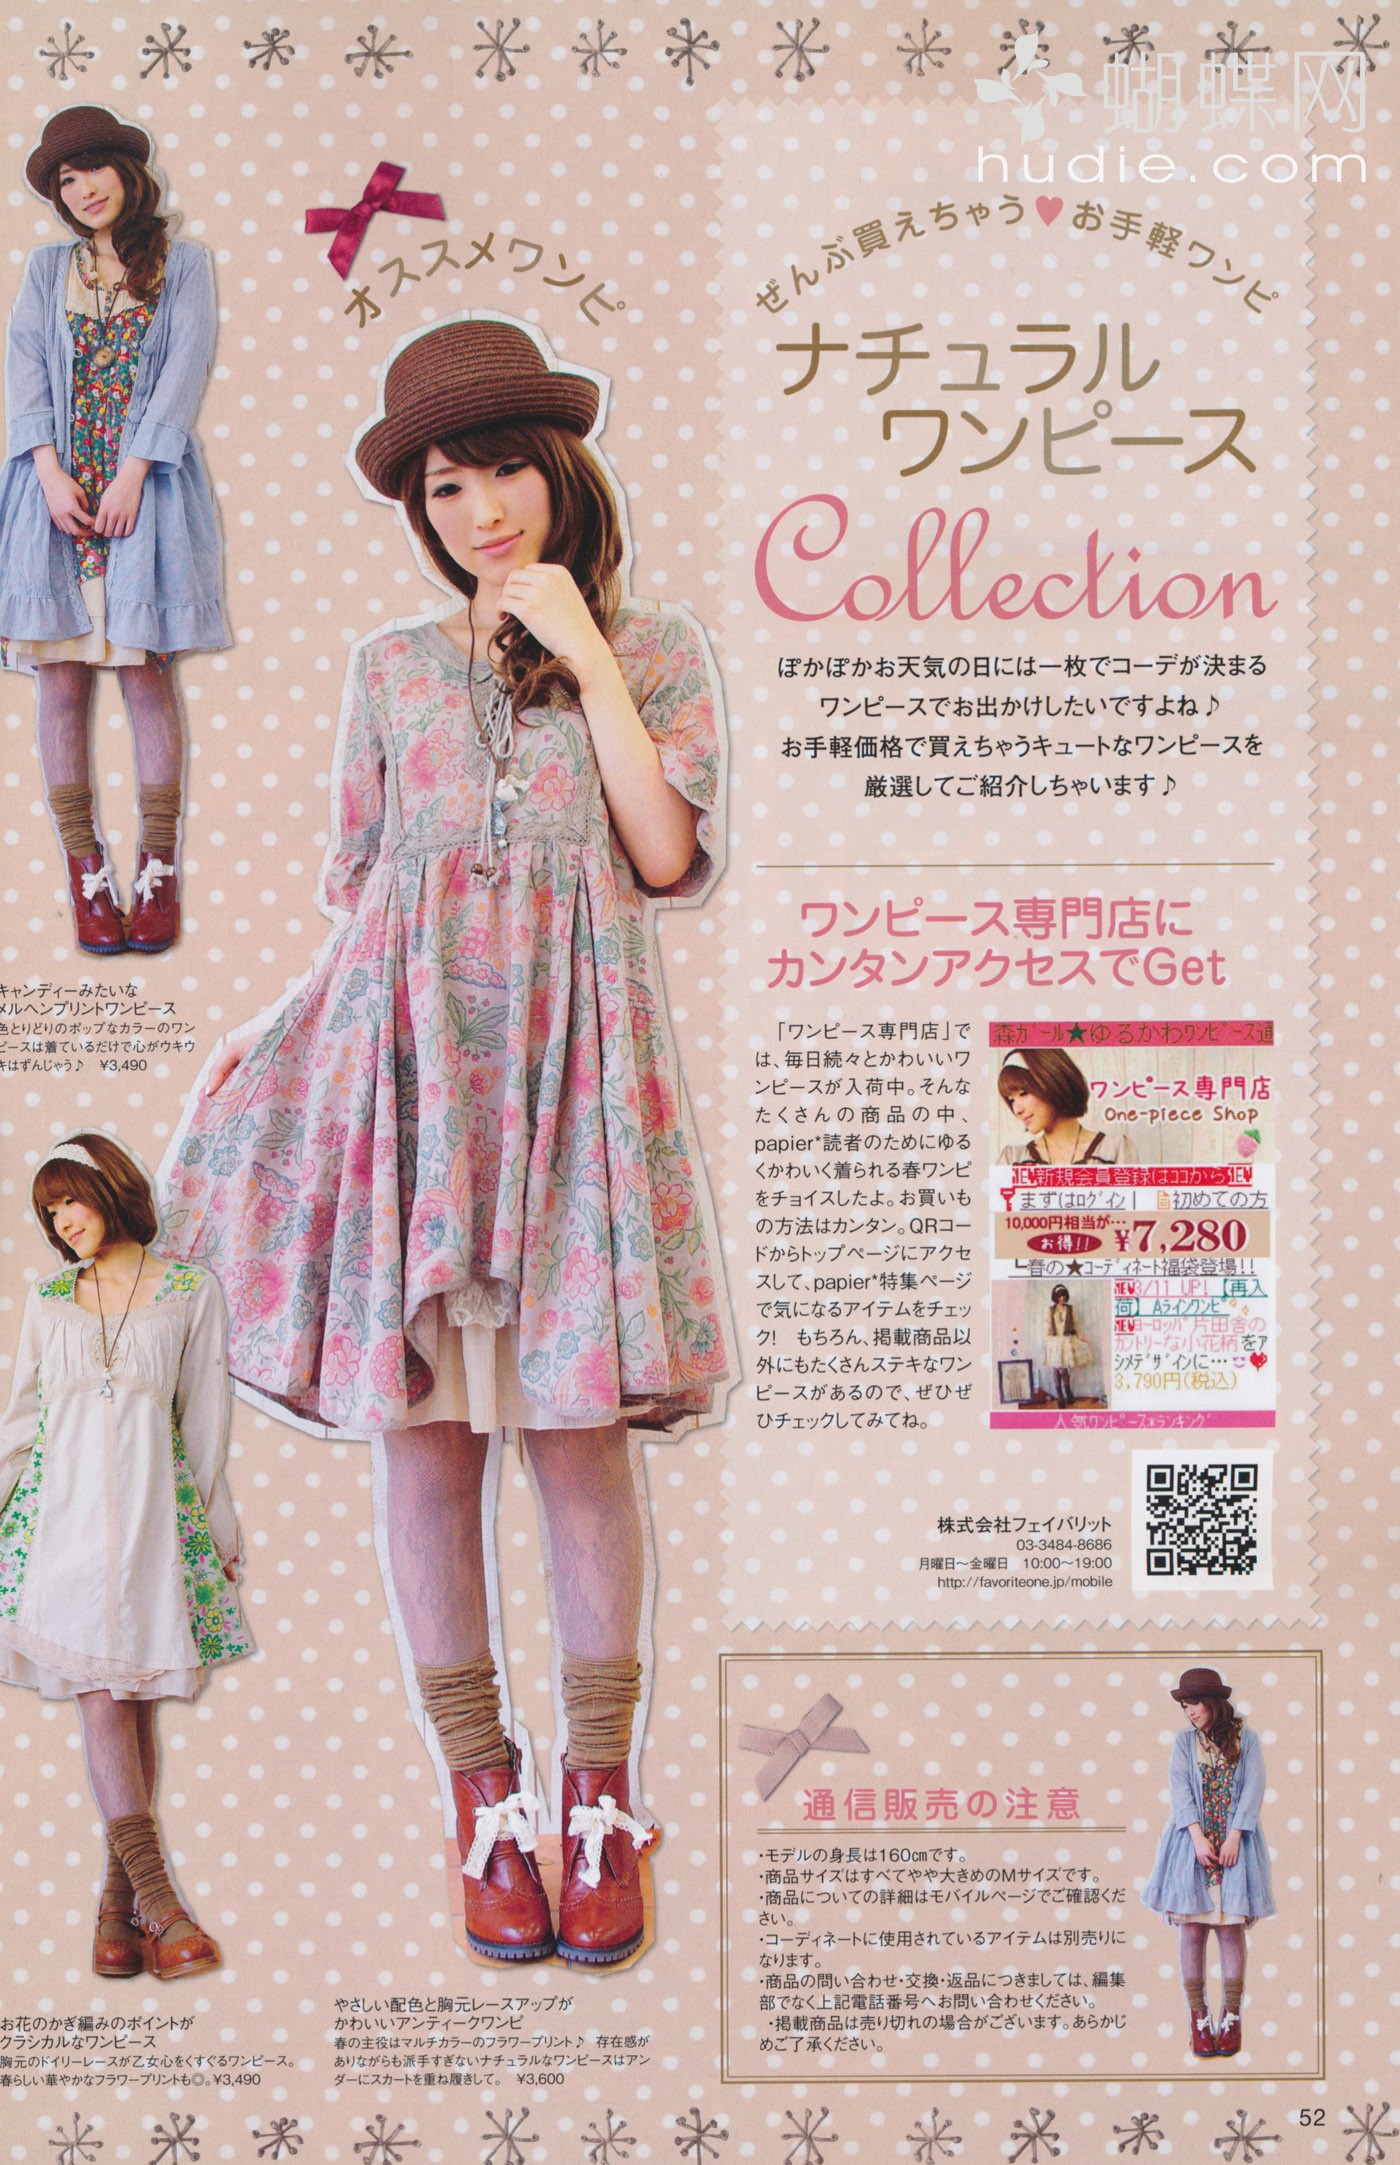 蝴蝶网
hudie.com
オススメワンピ
ぜんぶ買えちゃう♥お手軽ワンピ
ナチュラル
ワンピース
Collection
ぽかぽかお天気の日には一枚でコーデが決まる
ワンピースでお出かけしたいですよね♪
お手軽価格で買えちゃうキュートなワンピースを
厳選してご紹介しちゃいます♪
ワンピース専門店に
カンタンアクセスでGet
「ワンピース専門店」で
は、毎日続々とかわいいワ
ンピースが入荷中。そんな
たくさんの商品の中、
papier*読者のためにゆる
くかわいく着られる春ワンピ
をチョイスしたよ。お買いも
の方法はカンタン。QRコー
ドからトップページにアクセ
スして、papier*特集ページ
で気になるアイテムをチェッ
ク!　もちろん、掲載商品以
外にもたくさんステキなワン
ピースがあるので、ぜひぜ
ひチェックしてみてね。
森ガール★ゆるかわワンピース通
ワンピース専門店
One-piece Shop
NEW新規会員登録はココからNEW
まずはログイン | 初めての方
10,000円相当が…
お得!! ¥7,280
┗春の★コーディネート福袋登場!!
NEW3/11 UP!【再入
荷】Aラインワンピ
NEWヨーロッパ片田舎の
カントリーな小花柄をア
シメデザインに…
3,790円(税込)
人気ワンピース*ランキング
株式会社フェイバリット
03-3484-8686
月曜日～金曜日　10:00～19:00
http://favoriteone.jp/mobile
キャンディーみたいな
メルヘンプリントワンピース
色とりどりのポップなカラーのワン
ピースは着ているだけで心がウキウ
キはずんじゃう♪　¥3,490
お花のかぎ編みのポイントが
クラシカルなワンピース
胸元のドイリーレースが乙女心をくすぐるワンピース。
春らしい華やかなフラワープリントも◎。¥3,490
やさしい配色と胸元レースアップが
かわいいアンティークワンピ
春の主役はマルチカラーのフラワープリント♪　存在感が
ありながらも派手すぎないナチュラルなワンピースはアン
ダーにスカートを重ね履きして。　¥3,600
通信販売の注意
・モデルの身長は160㎝です。
・商品サイズはすべてやや大きめのMサイズです。
・商品についての詳細はモバイルページでご確認くだ
さい。
・コーディネートに使用されているアイテムは別売りに
なります。
・商品の問い合わせ・交換・返品につきましては、編集
部でなく上記電話番号へお問い合わせください。
・掲載商品は売り切れの場合がございます。あらかじ
めご了承ください。
52